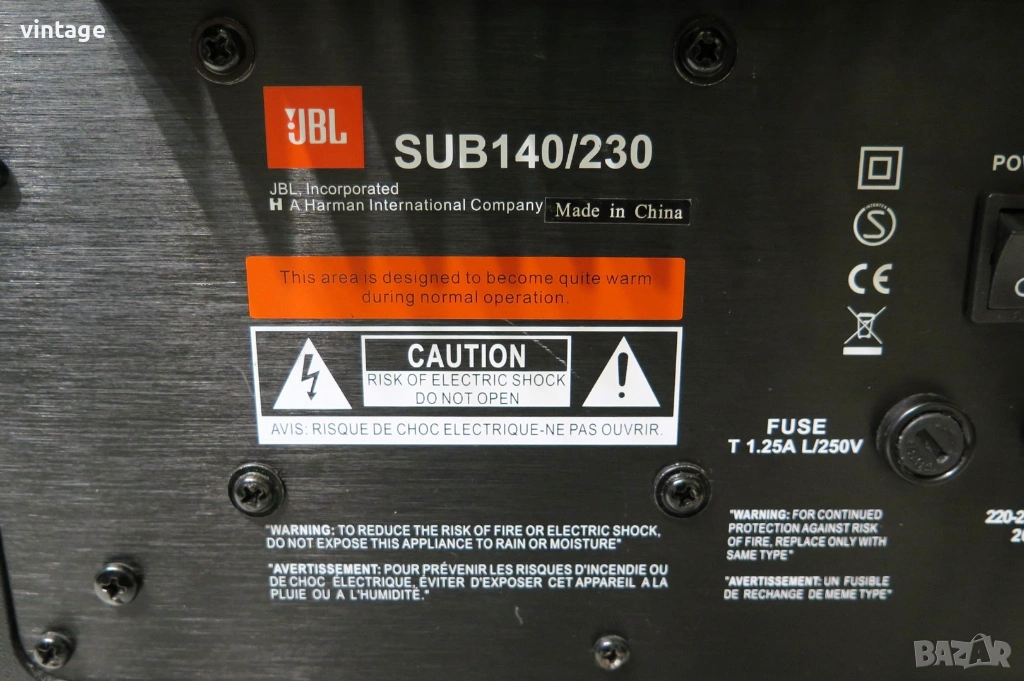 vintage
JBL
SUB140/230
JBL, Incorporated
H A Harman International Company
Made in China
This area is designed to become quite warm
during normal operation.
CAUTION
RISK OF ELECTRIC SHOCK
DO NOT OPEN
AVIS: RISQUE DE CHOC ELECTRIQUE-NE PAS OUVRIR.
S
CE
FUSE
T 1.25A L/250V
"WARNING: TO REDUCE THE RISK OF FIRE OR ELECTRIC SHOCK,
DO NOT EXPOSE THIS APPLIANCE TO RAIN OR MOISTURE"
"AVERTISSEMENT: POUR PRÉVENIR LES RISQUES D'INCENDIE OU
DE CHOC ÉLECTRIQUE, ÉVITER D'EXPOSER CET APPAREIL A LA
PLUIE OU A L'HUMIDITÉ."
"WARNING: FOR CONTINUED
PROTECTION AGAINST RISK
OF FIRE, REPLACE ONLY WITH
SAME TYPE"
"AVERTISSEMENT: UN FUSIBLE
DE RECHANGE DE MEME TYPE"
BAZAR